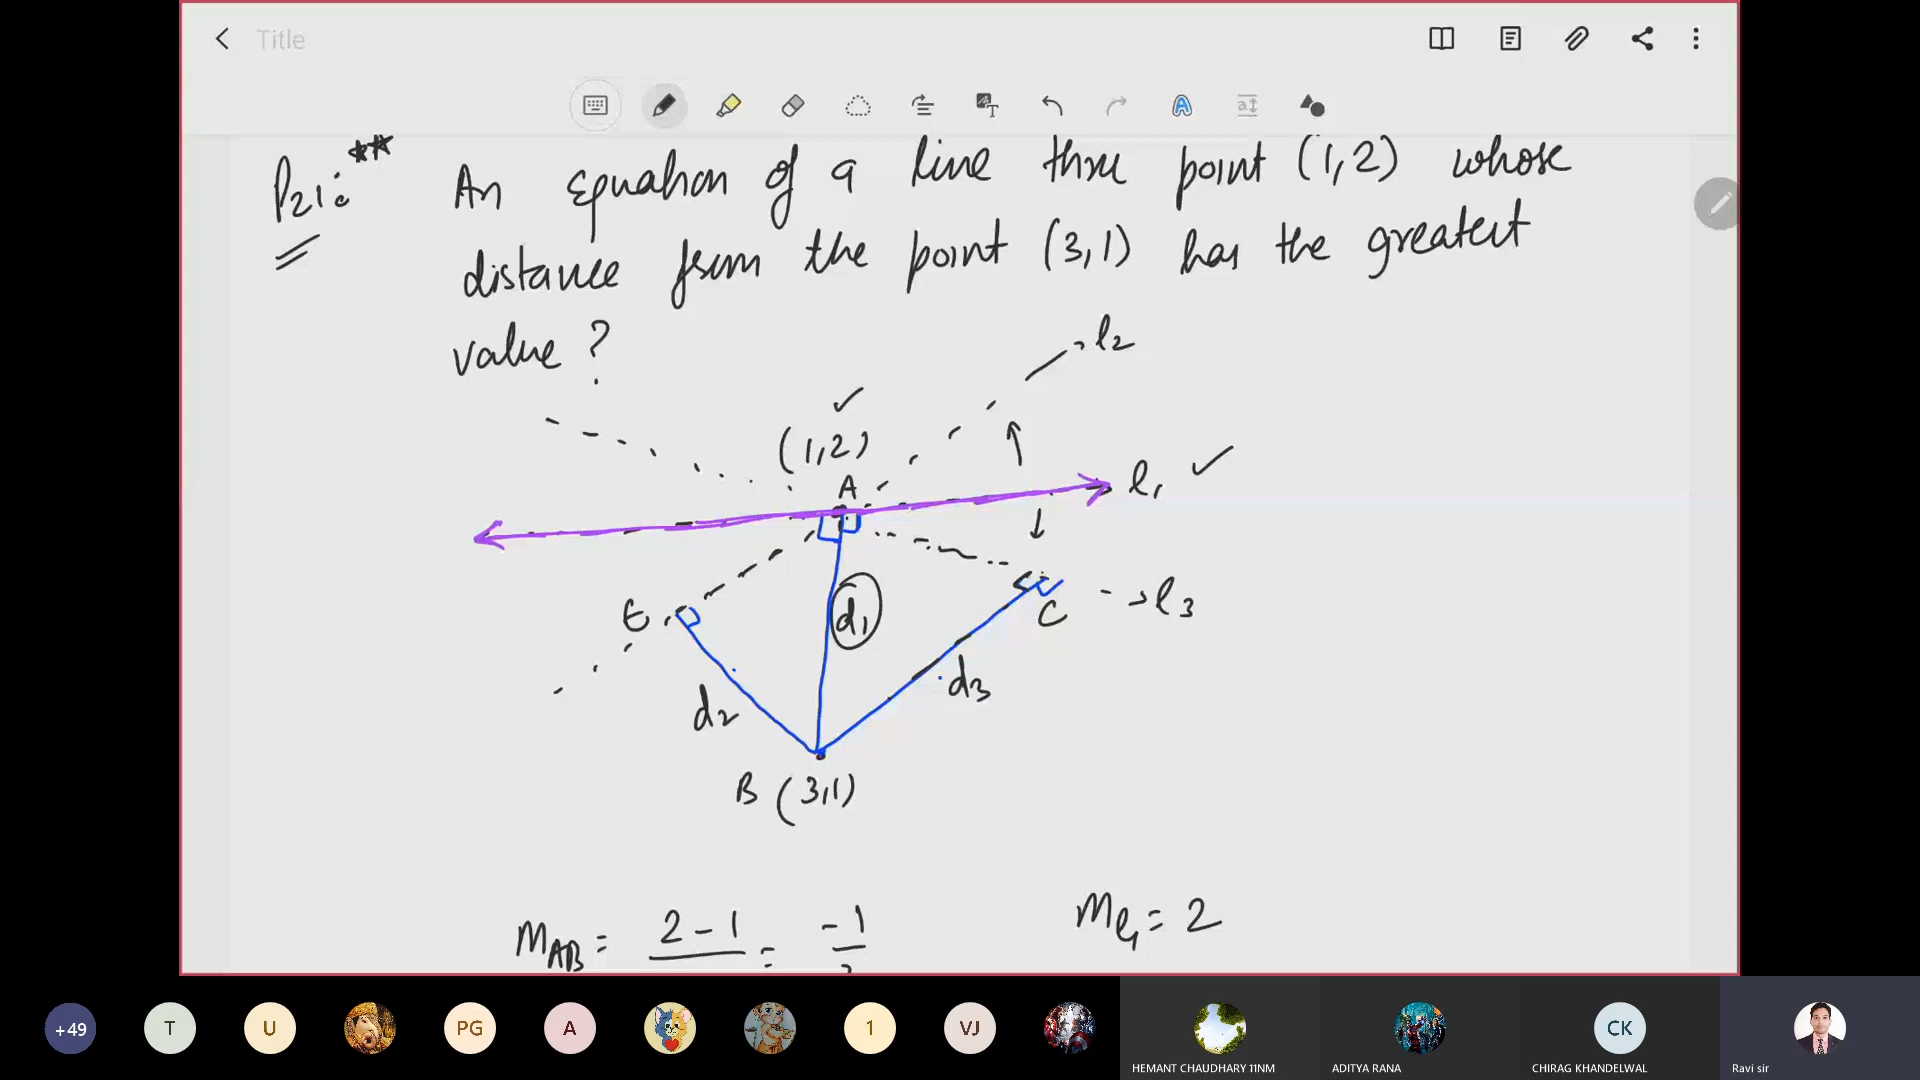 Title
P21: ** An equation of a line thru point (1,2) whose
distance from the point (3,1) has the greatest
value ?
l2
(1,2)
A
l1
E
d1
C
l3
d2
d3
B (3,1)
MAB = 2-1 = -1
Ml1 = 2
+49
T
U
PG
A
1
VJ
CK
HEMANT CHAUDHARY 11NM
ADITYA RANA
CHIRAG KHANDELWAL
Ravi sir